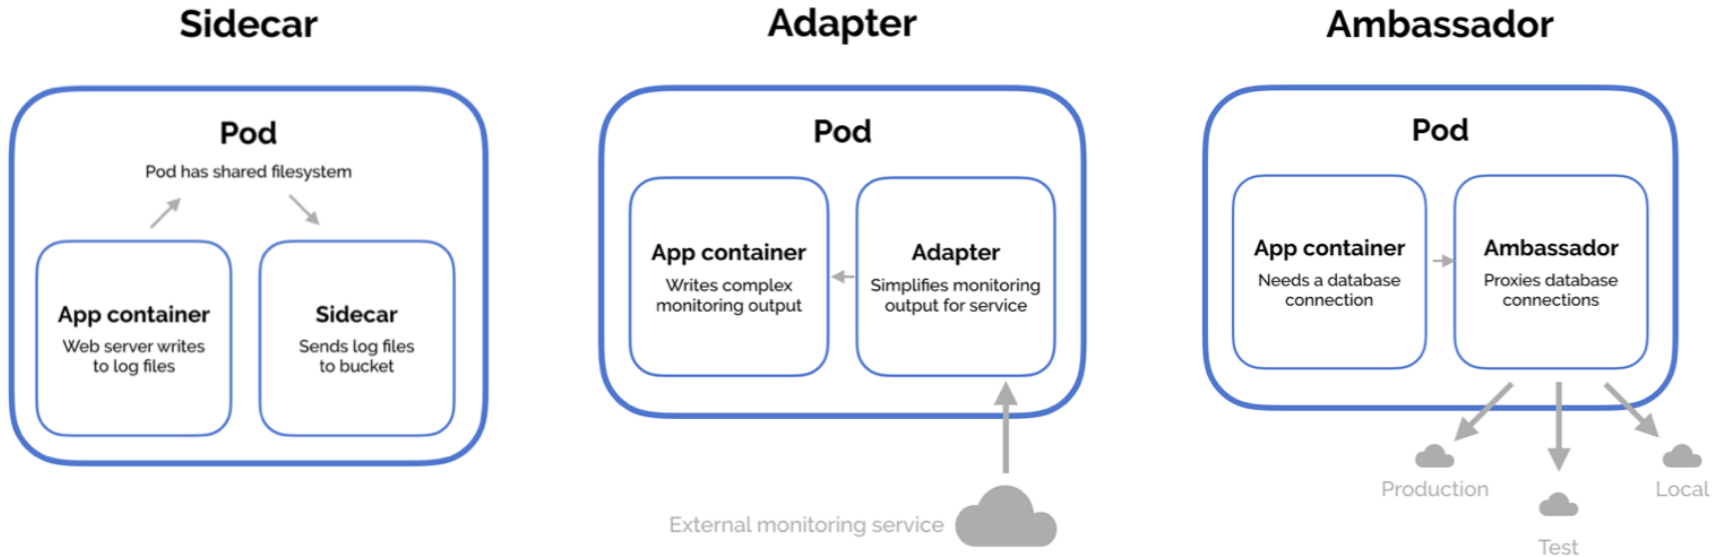 Sidecar
Pod
Pod has shared filesystem
App container
Web server writes
to log files
Sidecar
Sends log files
to bucket
Adapter
Pod
App container
Writes complex
monitoring output
Adapter
Simplifies monitoring
output for service
External monitoring service
Ambassador
Pod
App container
Needs a database
connection
Ambassador
Proxies database
connections
Production
Test
Local